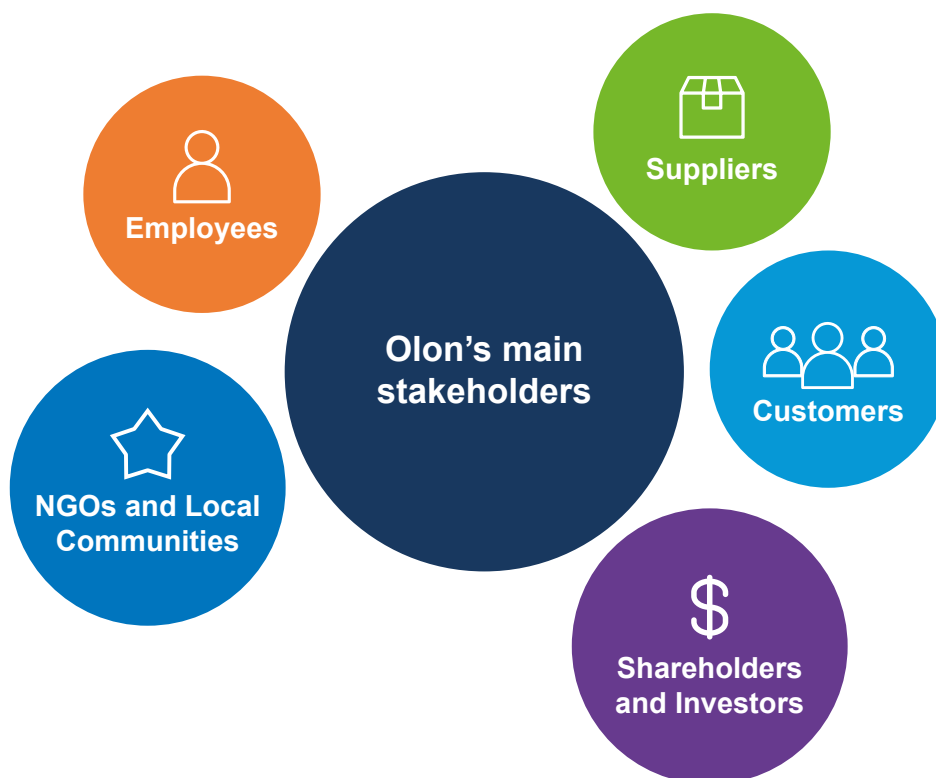 Suppliers
Employees
Olon’s main
stakeholders
Customers
NGOs and Local
Communities
Shareholders
and Investors